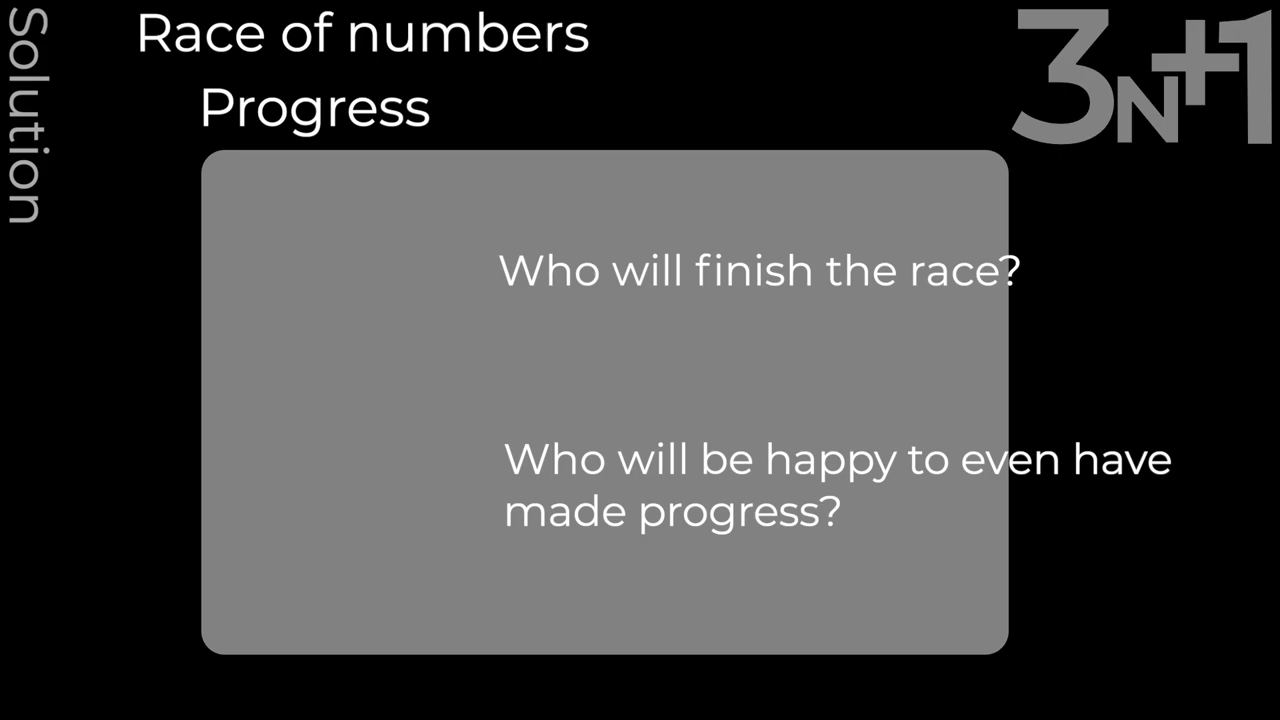 Solution
Race of numbers
Progress
3N+1
Who will finish the race?
Who will be happy to even have
made progress?